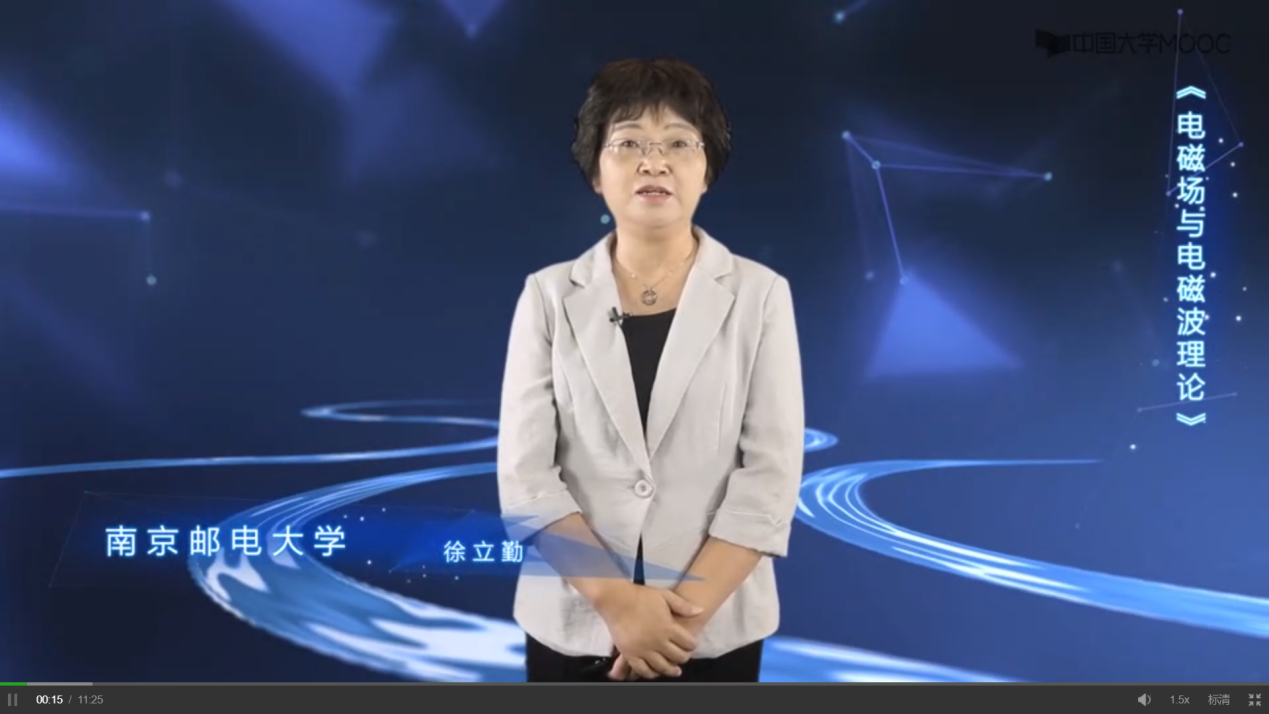 中国大学MOOC
《电磁场与电磁波理论》
南京邮电大学
徐立勤
00:15 / 11:25
1.5x
标清